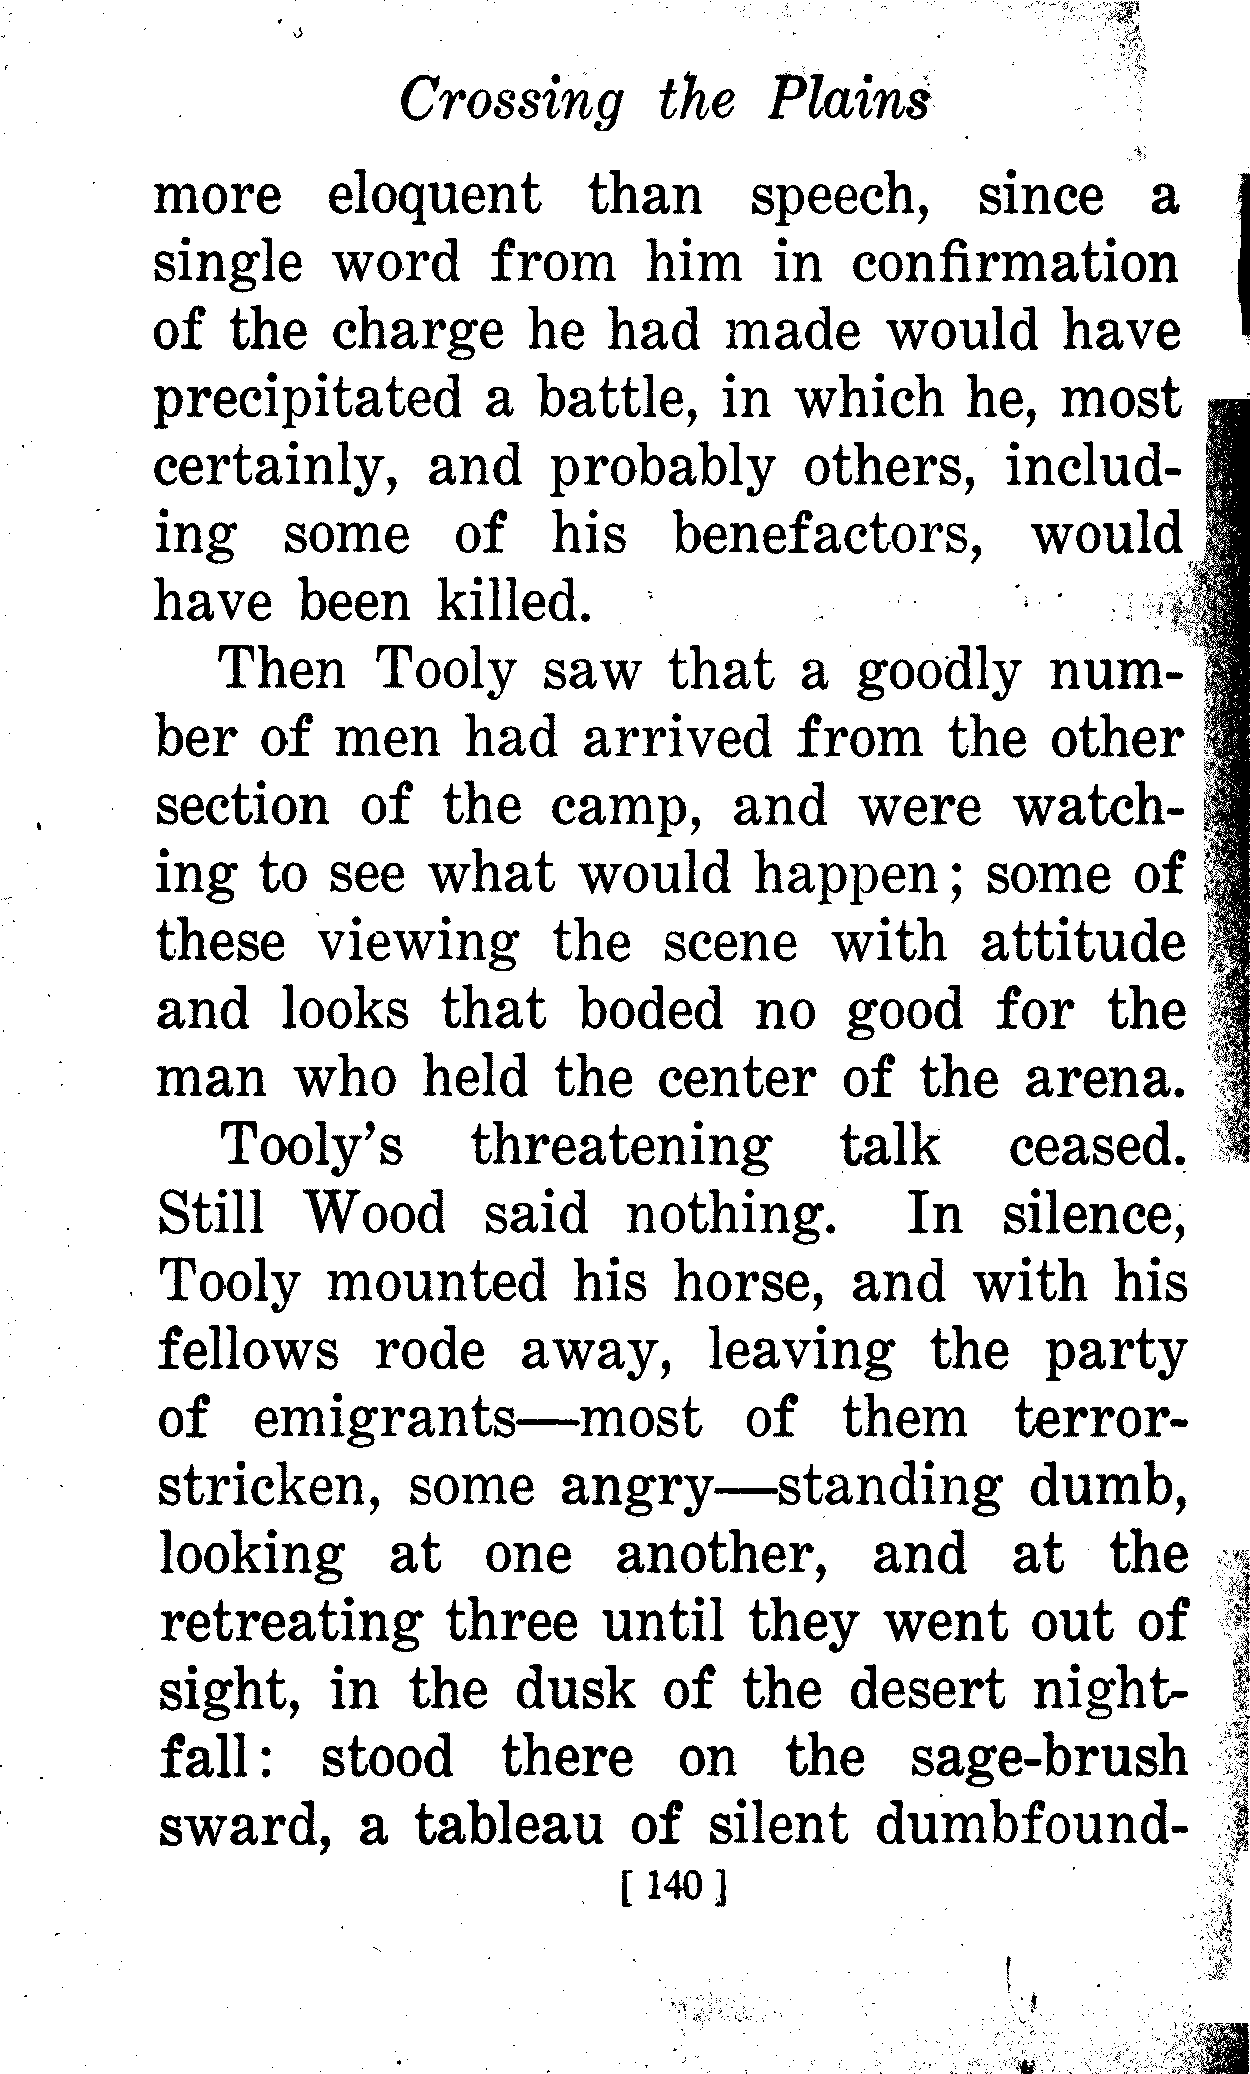 Crossing the Plains
more eloquent than speech, since a
single word from him in confirmation
of the charge he had made would have
precipitated a battle, in which he, most
certainly, and probably others, includ-
ing some of his benefactors, would
have been killed.
Then Tooly saw that a goodly num-
ber of men had arrived from the other
section of the camp, and were watch-
ing to see what would happen; some of
these viewing the scene with attitude
and looks that boded no good for the
man who held the center of the arena.
Tooly's threatening talk ceased.
Still Wood said nothing. In silence,
Tooly mounted his horse, and with his
fellows rode away, leaving the party
of emigrants—most of them terror-
stricken, some angry—standing dumb,
looking at one another, and at the
retreating three until they went out of
sight, in the dusk of the desert night-
fall: stood there on the sage-brush
sward, a tableau of silent dumbfound-
[ 140 ]